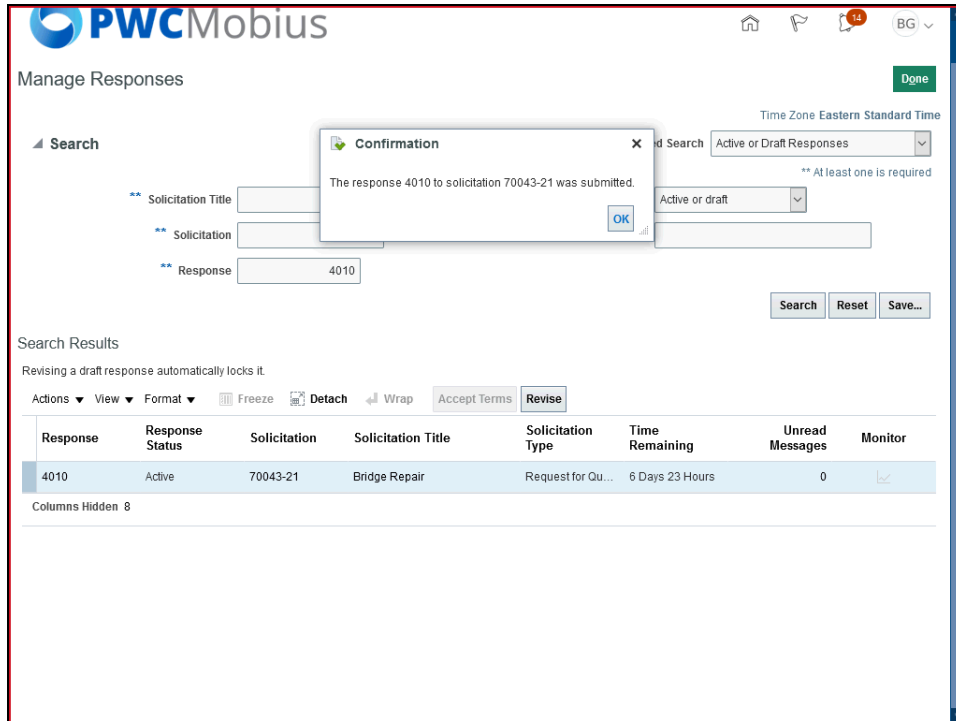 PWCMobius
14
BG
Manage Responses
Done
Time Zone Eastern Standard Time
Search
Confirmation
d Search
Active or Draft Responses
** At least one is required
The response 4010 to solicitation 70043-21 was submitted.
** Solicitation Title
Active or draft
OK
** Solicitation
** Response 4010
Search Reset Save...
Search Results
Revising a draft response automatically locks it.
Actions View Format Freeze Detach Wrap Accept Terms Revise
Response Response Status Solicitation Solicitation Title Solicitation Type Time Remaining Unread Messages Monitor
4010 Active 70043-21 Bridge Repair Request for Qu... 6 Days 23 Hours 0
Columns Hidden 8